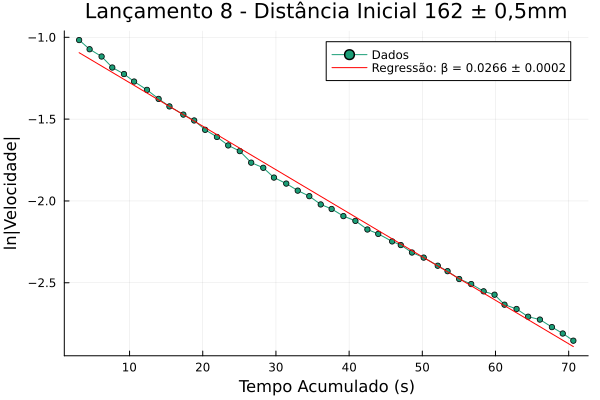 Lançamento 8 - Distância Inicial 162 ± 0,5mm
Dados
Regressão: β = 0.0266 ± 0.0002
ln|Velocidade|
−1.0
−1.5
−2.0
−2.5
10 20 30 40 50 60 70
Tempo Acumulado (s)